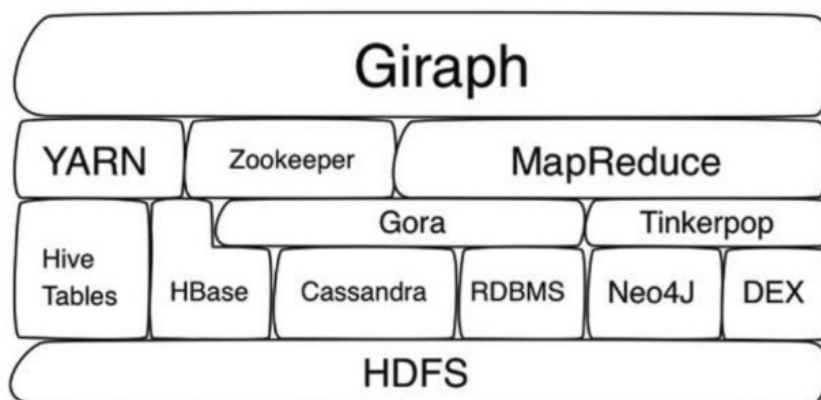 Giraph
YARN
Zookeeper
MapReduce
Gora
Tinkerpop
Hive
Tables
HBase
Cassandra
RDBMS
Neo4J
DEX
HDFS